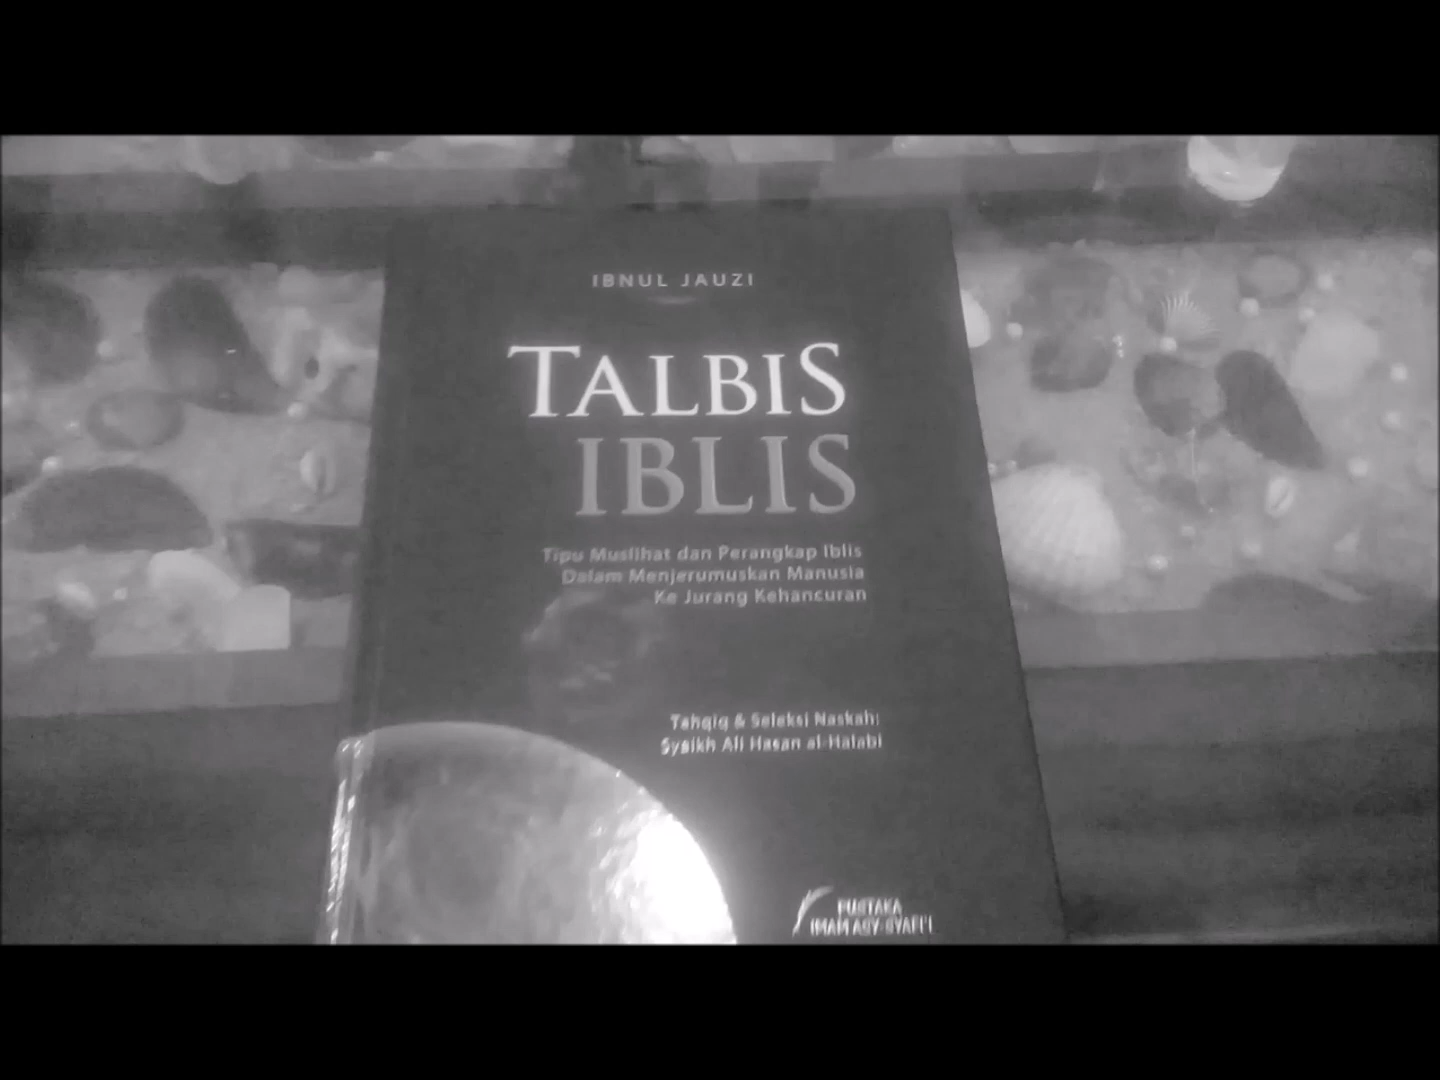 IBNUL JAUZI
TALBIS
IBLIS
Tipu Muslihat dan Perangkap Iblis
Dalam Menjerumuskan Manusia
Ke Jurang Kehancuran
Tahqiq & Seleksi Naskah:
Syaikh Ali Hasan al-Halabi
PUSTAKA
IMAM ASY-SYAFI'I